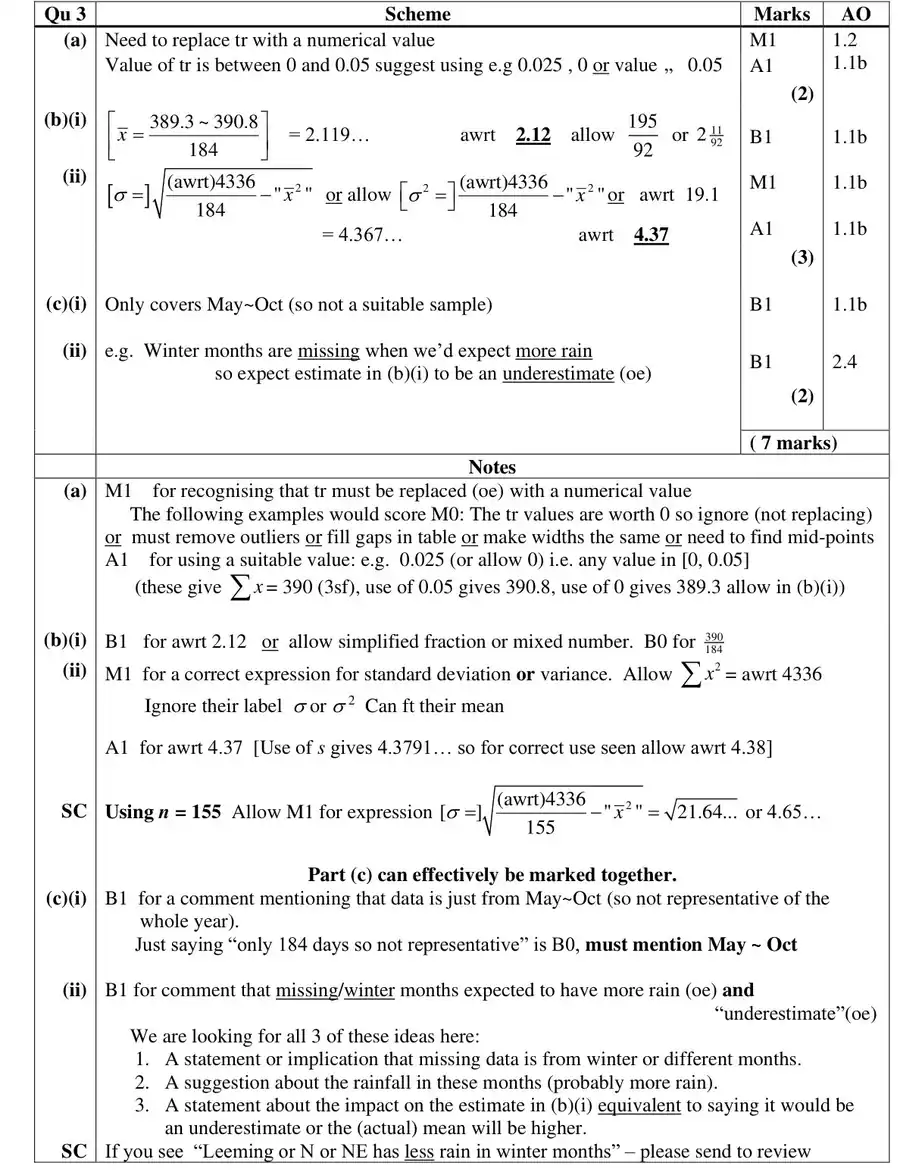 Qu 3 Scheme Marks AO
(a) Need to replace tr with a numerical value M1 1.2
Value of tr is between 0 and 0.05 suggest using e.g 0.025 , 0 or value ,, 0.05 A1 1.1b
(2)
(b)(i) [x̄ = (389.3 ~ 390.8)/184] = 2.119… awrt 2.12 allow 195/92 or 2 11/92 B1 1.1b
(ii) [σ =] √((awrt)4336/184 − " x̄² ") or allow [σ² =] (awrt)4336/184 − " x̄² " or awrt 19.1 M1 1.1b
= 4.367… awrt 4.37 A1 1.1b
(3)
(c)(i) Only covers May~Oct (so not a suitable sample) B1 1.1b
(ii) e.g. Winter months are missing when we’d expect more rain
so expect estimate in (b)(i) to be an underestimate (oe) B1 2.4
(2)
( 7 marks)
Notes
(a) M1 for recognising that tr must be replaced (oe) with a numerical value
The following examples would score M0: The tr values are worth 0 so ignore (not replacing)
or must remove outliers or fill gaps in table or make widths the same or need to find mid-points
A1 for using a suitable value: e.g. 0.025 (or allow 0) i.e. any value in [0, 0.05]
(these give ∑x = 390 (3sf), use of 0.05 gives 390.8, use of 0 gives 389.3 allow in (b)(i))
(b)(i) B1 for awrt 2.12 or allow simplified fraction or mixed number. B0 for 390/184
(ii) M1 for a correct expression for standard deviation or variance. Allow ∑x² = awrt 4336
Ignore their label σ or σ² Can ft their mean
A1 for awrt 4.37 [Use of s gives 4.3791… so for correct use seen allow awrt 4.38]
SC Using n = 155 Allow M1 for expression [σ =] √((awrt)4336/155 − " x̄² ") = √21.64... or 4.65…
Part (c) can effectively be marked together.
(c)(i) B1 for a comment mentioning that data is just from May~Oct (so not representative of the
whole year).
Just saying “only 184 days so not representative” is B0, must mention May ~ Oct
(ii) B1 for comment that missing/winter months expected to have more rain (oe) and
“underestimate”(oe)
We are looking for all 3 of these ideas here:
1. A statement or implication that missing data is from winter or different months.
2. A suggestion about the rainfall in these months (probably more rain).
3. A statement about the impact on the estimate in (b)(i) equivalent to saying it would be
an underestimate or the (actual) mean will be higher.
SC If you see “Leeming or N or NE has less rain in winter months” – please send to review